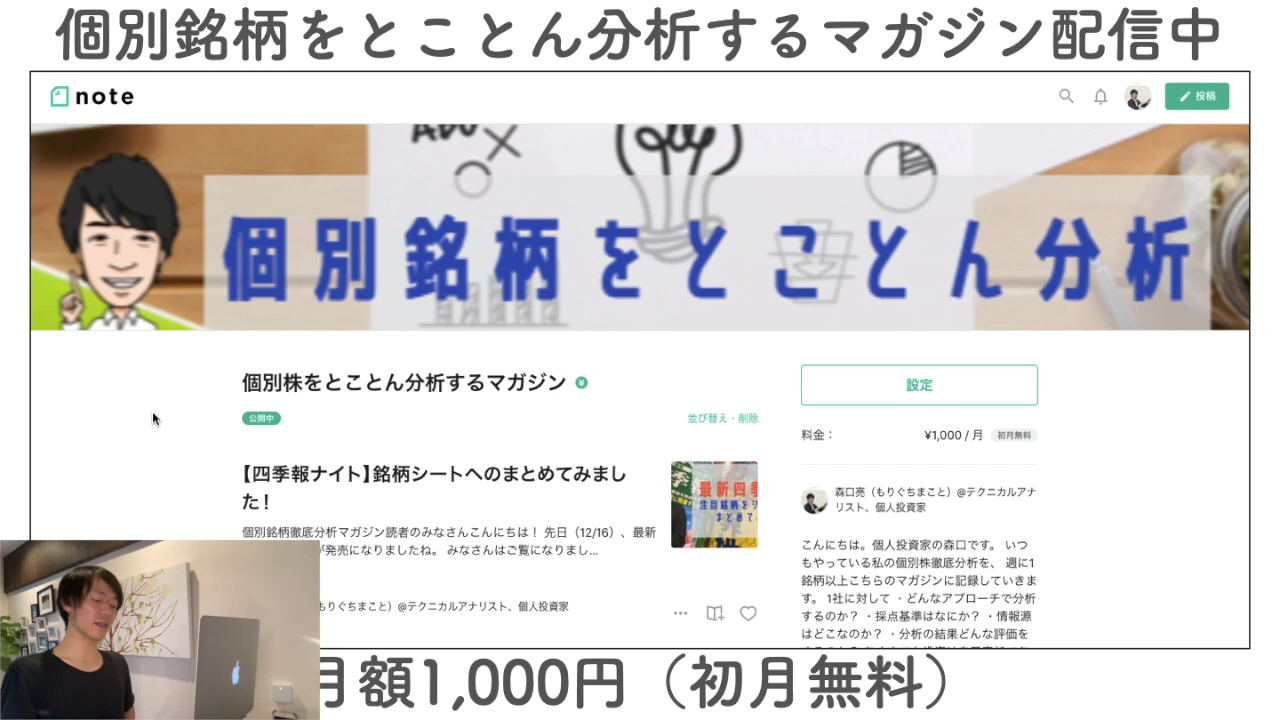 個別銘柄をとことん分析するマガジン配信中
note
投稿
個別銘柄をとことん分析
個別株をとことん分析するマガジン
公開中
並び替え・削除
設定
料金：
¥1,000 / 月
初月無料
【四季報ナイト】銘柄シートへのまとめてみまし
た！
最新四季
注目銘柄を
まとめて
個別銘柄徹底分析マガジン読者のみなさんこんにちは！ 先日（12/16）、最新
が発売になりましたね。 みなさんはご覧になりまし...
もりぐちまこと）@テクニカルアナリスト、個人投資家
森口亮（もりぐちまこと）@テクニカルアナ
リスト、個人投資家
こんにちは。個人投資家の森口です。 いつ
もやっている私の個別株徹底分析を、 週に1
銘柄以上こちらのマガジンに記録していきま
す。 1社に対して ・どんなアプローチで分析
するのか？ ・採点基準はなにか？ ・情報源
はどこなのか？ ・分析の結果どんな評価を
月額1,000円（初月無料）